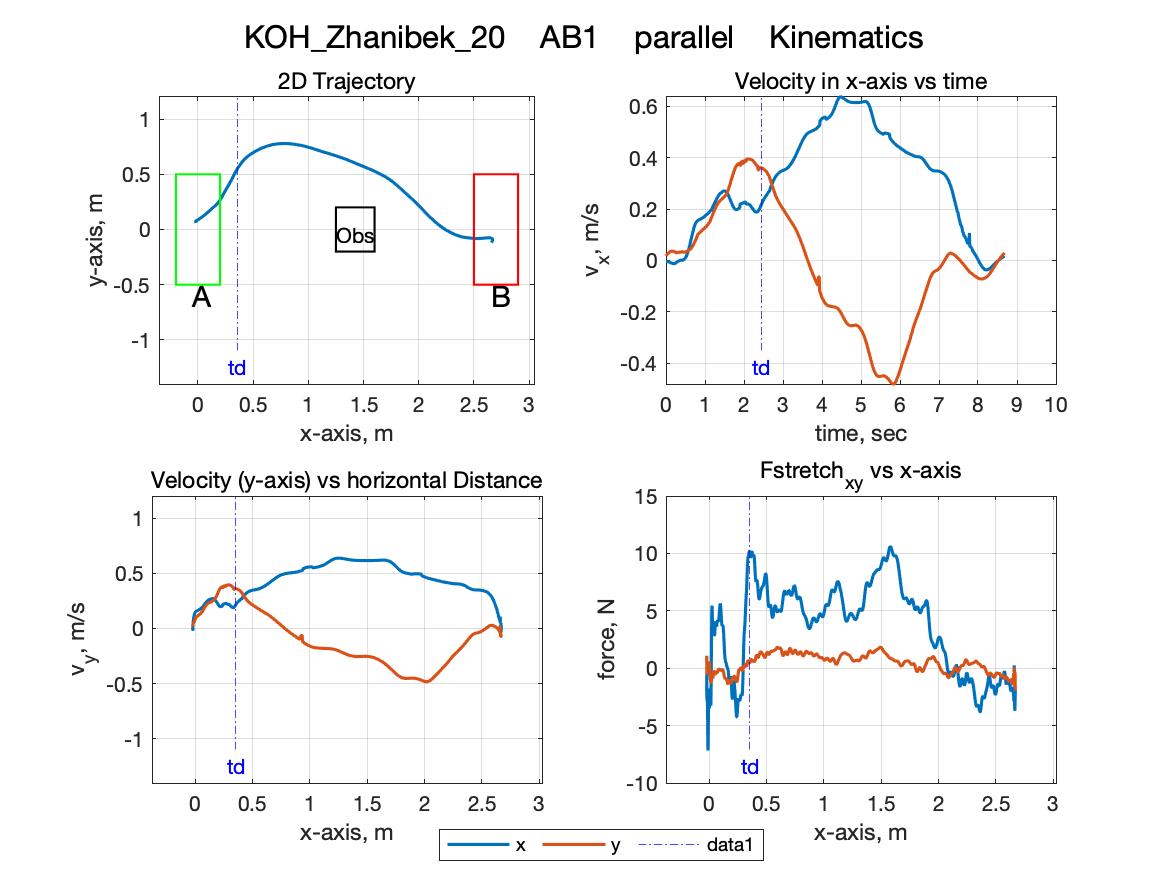 KOH_Zhanibek_20 AB1 parallel Kinematics
2D Trajectory
1
0.5
0
-0.5
-1
y-axis, m
Obs
A
B
td
0 0.5 1 1.5 2 2.5 3
x-axis, m
Velocity in x-axis vs time
0.6
0.4
0.2
0
-0.2
-0.4
v_x, m/s
td
0 1 2 3 4 5 6 7 8 9 10
time, sec
Velocity (y-axis) vs horizontal Distance
1
0.5
0
-0.5
-1
v_y, m/s
td
0 0.5 1 1.5 2 2.5 3
x-axis, m
Fstretch_xy vs x-axis
15
10
5
0
-5
-10
force, N
td
0 0.5 1 1.5 2 2.5 3
x-axis, m
x y data1